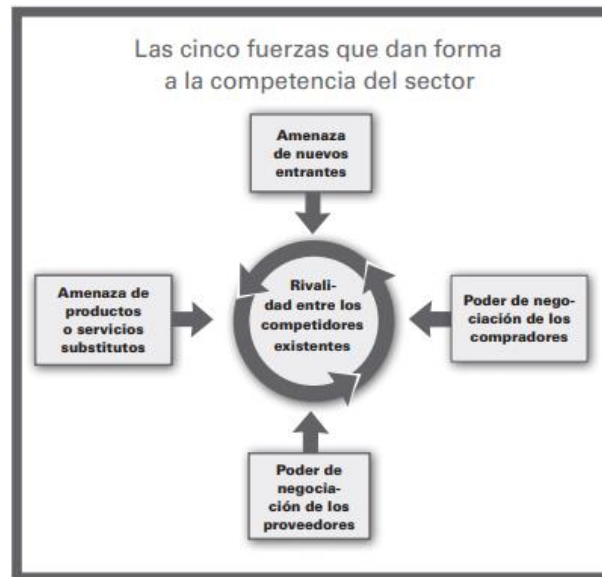 Las cinco fuerzas que dan forma
a la competencia del sector
Amenaza
de nuevos
entrantes
Amenaza de
productos
o servicios
substitutos
Rivali-
dad entre los
competidores
existentes
Poder de nego-
ciación de los
compradores
Poder de
negocia-
ción de los
proveedores